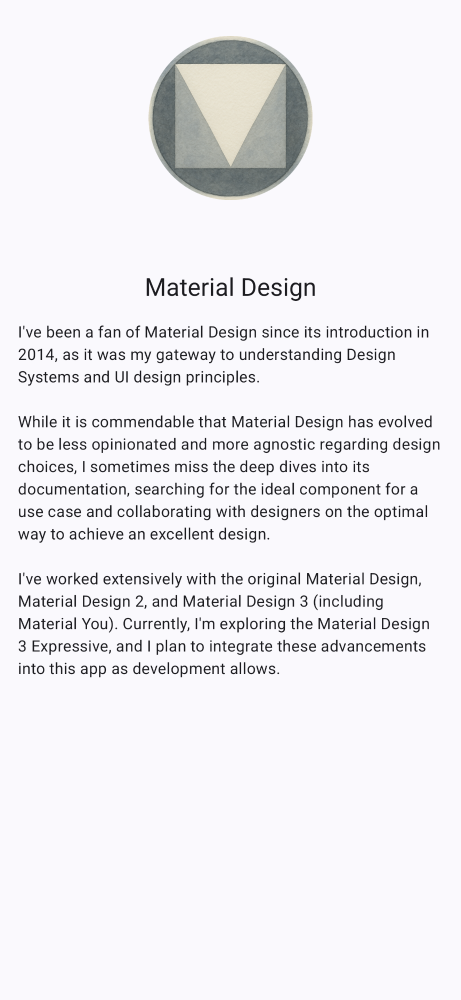 Material Design
I've been a fan of Material Design since its introduction in
2014, as it was my gateway to understanding Design
Systems and UI design principles.
While it is commendable that Material Design has evolved
to be less opinionated and more agnostic regarding design
choices, I sometimes miss the deep dives into its
documentation, searching for the ideal component for a
use case and collaborating with designers on the optimal
way to achieve an excellent design.
I've worked extensively with the original Material Design,
Material Design 2, and Material Design 3 (including
Material You). Currently, I'm exploring the Material Design
3 Expressive, and I plan to integrate these advancements
into this app as development allows.